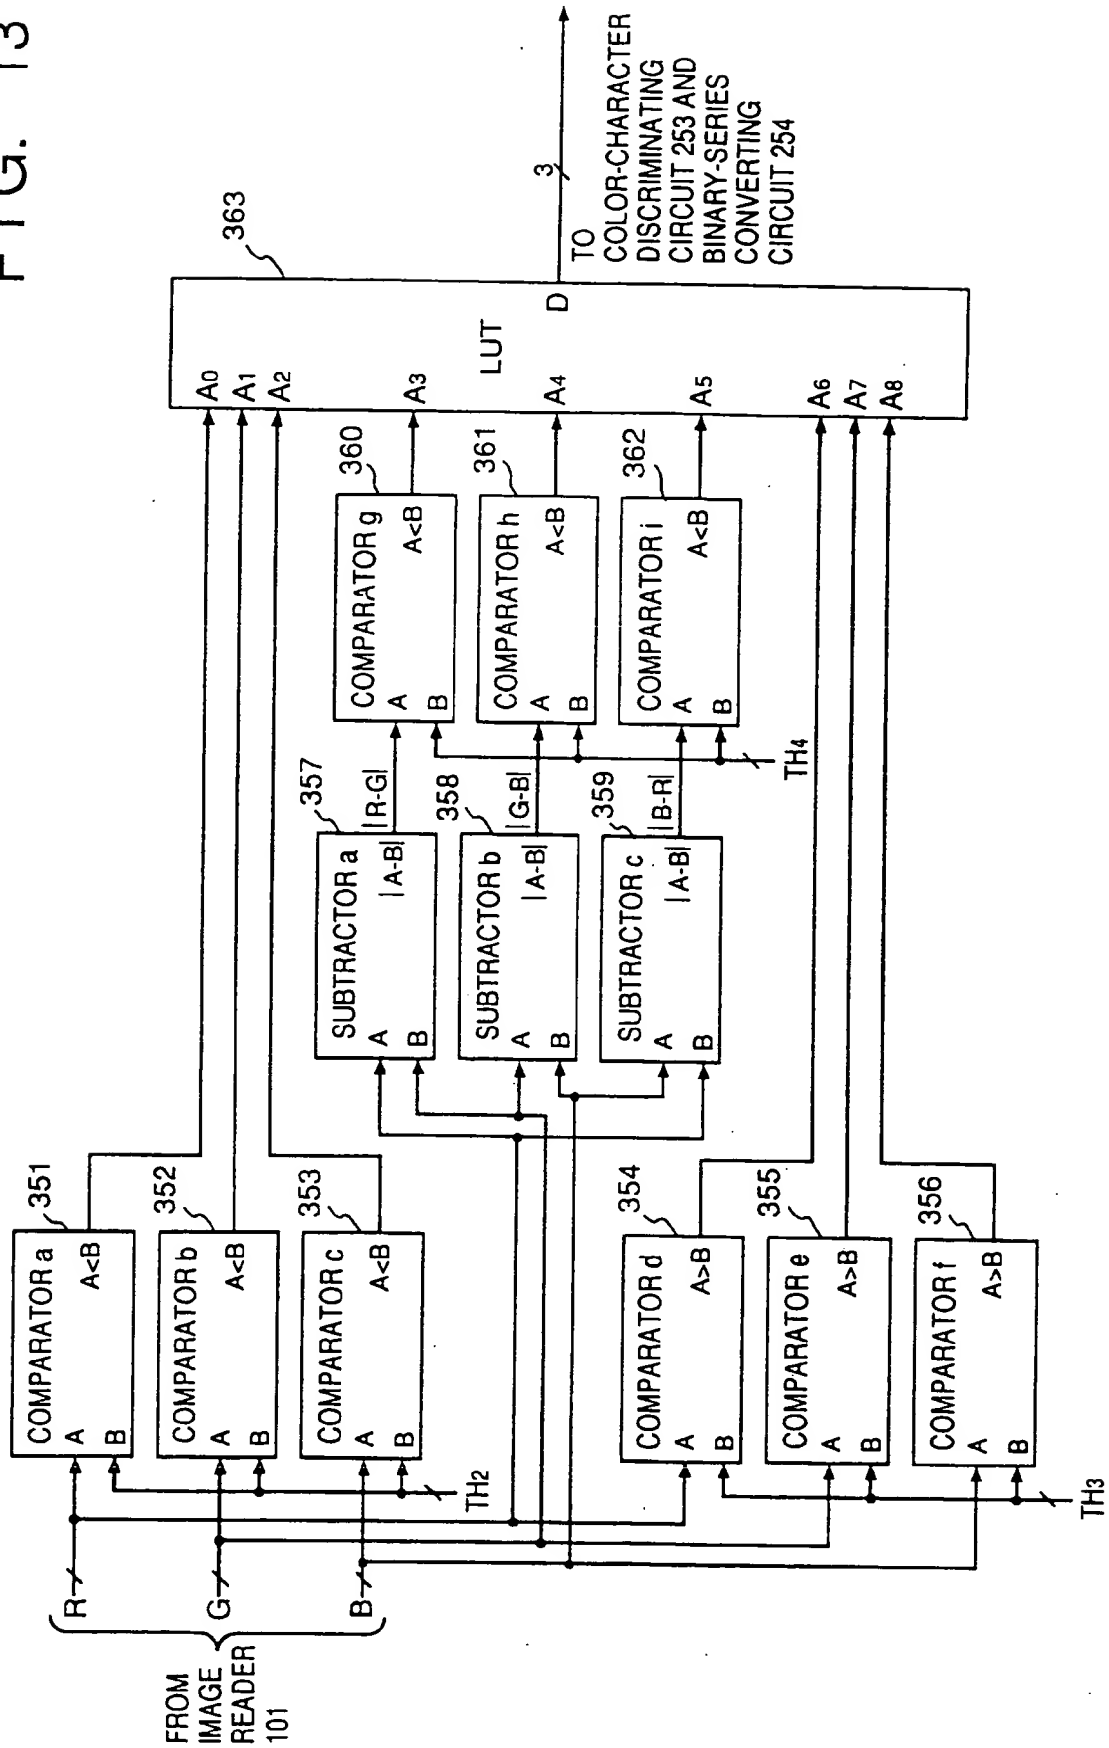 FIG. 13
FROM
IMAGE
READER
101
R
G
B
COMPARATOR a
A
B
A<B
351
COMPARATOR b
A
B
A<B
352
COMPARATOR c
A
B
A<B
353
TH2
COMPARATOR d
A
B
A>B
354
COMPARATOR e
A
B
A>B
355
COMPARATOR f
A
B
A>B
356
TH3
SUBTRACTOR a
A
B
|A-B|
357
|R-G|
SUBTRACTOR b
A
B
|A-B|
358
|G-B|
SUBTRACTOR c
A
B
|A-B|
359
|B-R|
COMPARATOR g
A
B
A<B
360
COMPARATOR h
A
B
A<B
361
COMPARATOR i
A
B
A<B
362
TH4
A0
A1
A2
A3
A4
A5
A6
A7
A8
LUT
D
363
3
TO
COLOR-CHARACTER
DISCRIMINATING
CIRCUIT 253 AND
BINARY-SERIES
CONVERTING
CIRCUIT 254